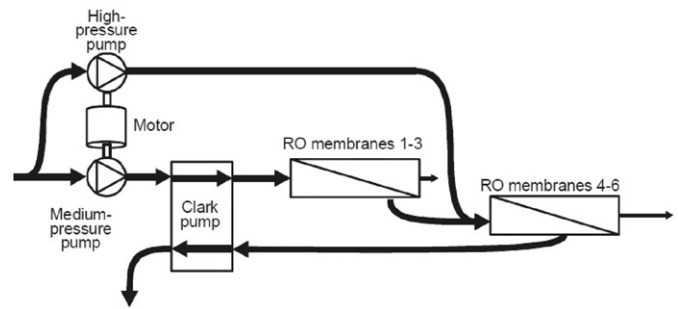 High-
pressure
pump
Motor
RO membranes 1-3
RO membranes 4-6
Clark
pump
Medium-
pressure
pump